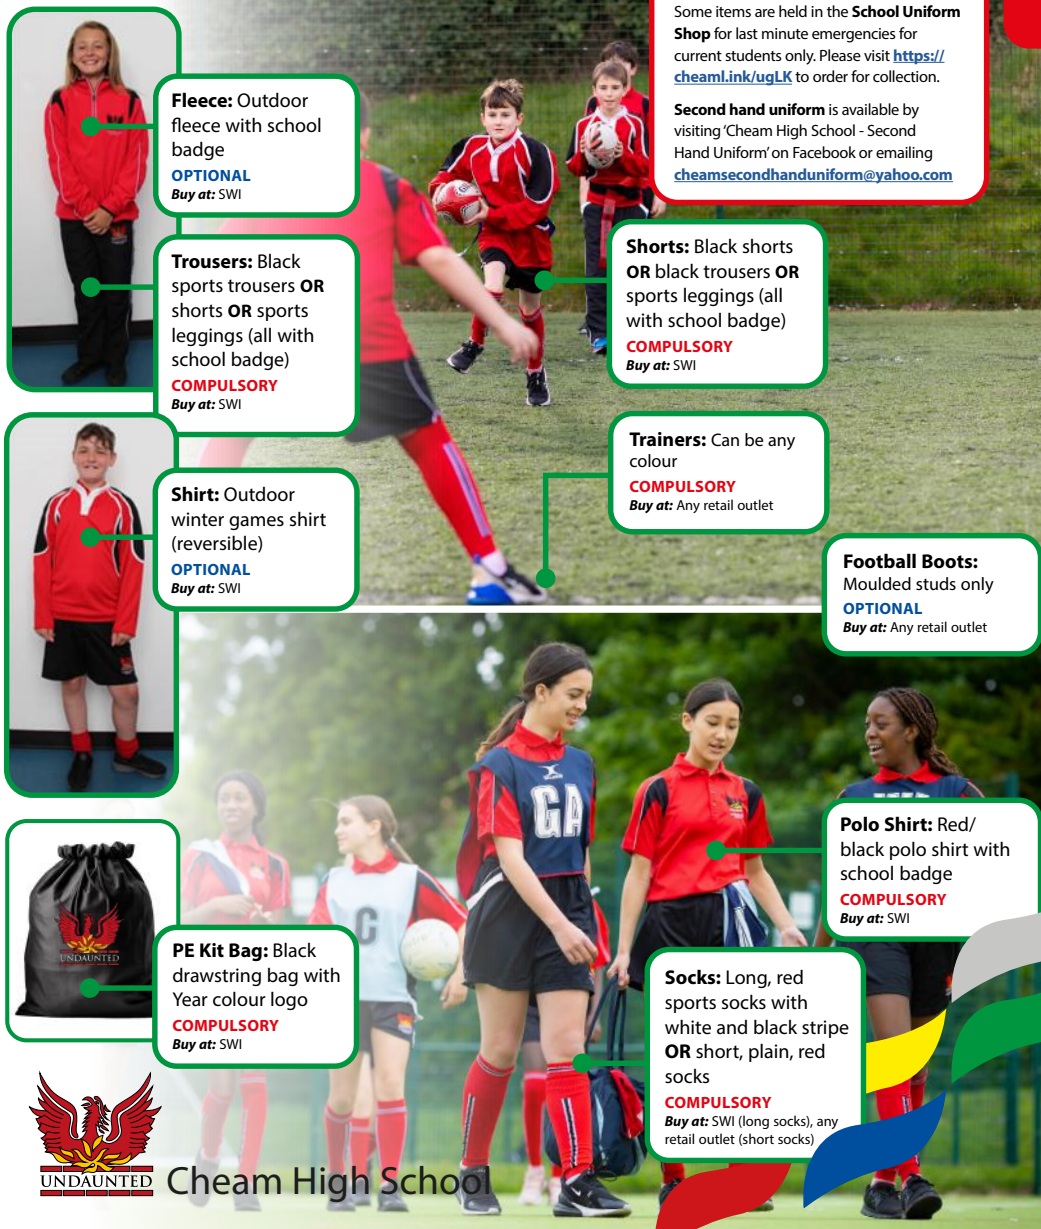 Some items are held in the School Uniform
Shop for last minute emergencies for
current students only. Please visit https://
cheaml.ink/ugLK to order for collection.
Second hand uniform is available by
visiting ‘Cheam High School - Second
Hand Uniform’ on Facebook or emailing
cheamsecondhanduniform@yahoo.com
Fleece: Outdoor
fleece with school
badge
OPTIONAL
Buy at: SWI
Trousers: Black
sports trousers OR
shorts OR sports
leggings (all with
school badge)
COMPULSORY
Buy at: SWI
Shorts: Black shorts
OR black trousers OR
sports leggings (all
with school badge)
COMPULSORY
Buy at: SWI
Trainers: Can be any
colour
COMPULSORY
Buy at: Any retail outlet
Shirt: Outdoor
winter games shirt
(reversible)
OPTIONAL
Buy at: SWI
Football Boots:
Moulded studs only
OPTIONAL
Buy at: Any retail outlet
GA
C
Polo Shirt: Red/
black polo shirt with
school badge
COMPULSORY
Buy at: SWI
UNDAUNTED
PE Kit Bag: Black
drawstring bag with
Year colour logo
COMPULSORY
Buy at: SWI
Socks: Long, red
sports socks with
white and black stripe
OR short, plain, red
socks
COMPULSORY
Buy at: SWI (long socks), any
retail outlet (short socks)
UNDAUNTED
Cheam High School